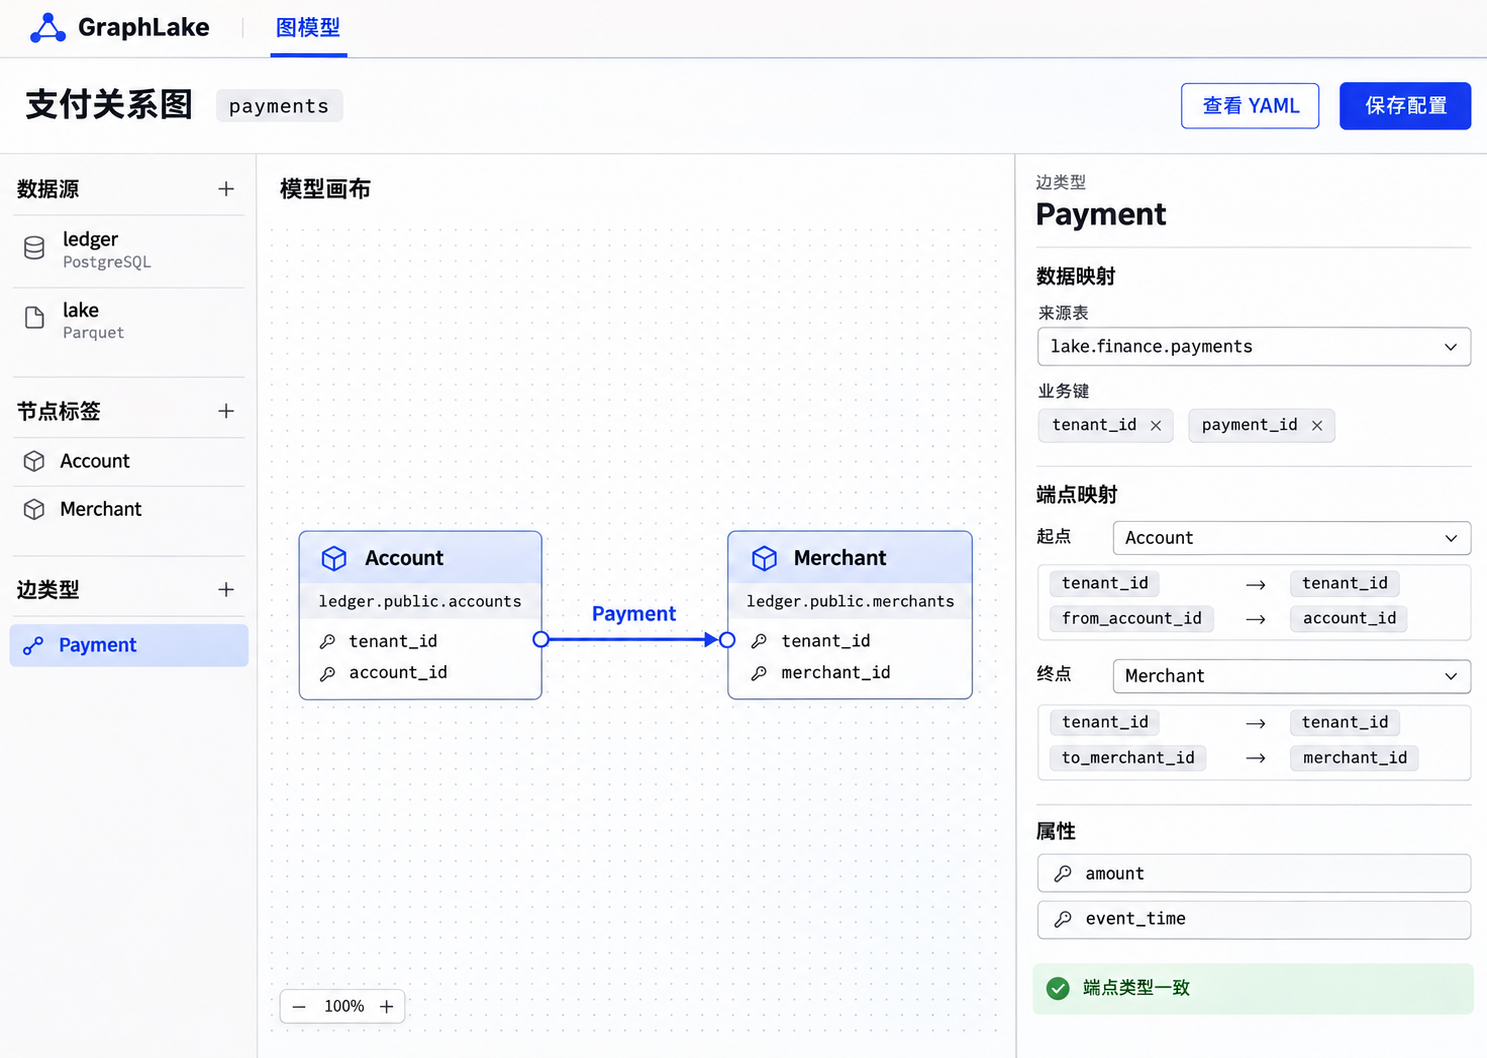 GraphLake
图模型
支付关系图
payments
查看 YAML
保存配置
数据源
ledger
PostgreSQL
lake
Parquet
节点标签
Account
Merchant
边类型
Payment
模型画布
Account
ledger.public.accounts
tenant_id
account_id
Payment
Merchant
ledger.public.merchants
tenant_id
merchant_id
100%
边类型
Payment
数据映射
来源表
lake.finance.payments
业务键
tenant_id × payment_id ×
端点映射
起点 Account
tenant_id → tenant_id
from_account_id → account_id
终点 Merchant
tenant_id → tenant_id
to_merchant_id → merchant_id
属性
amount
event_time
端点类型一致